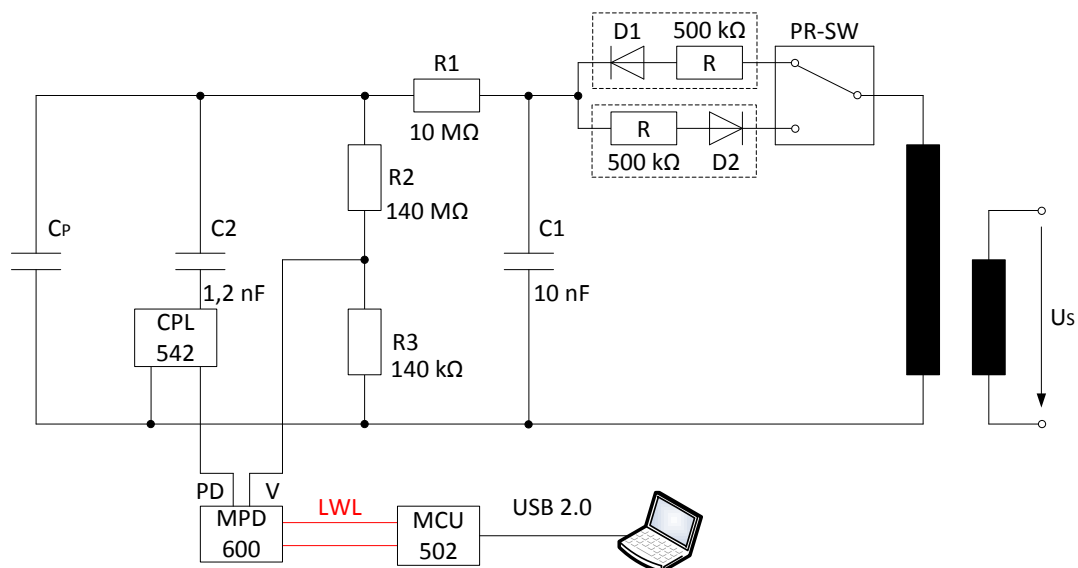 D1
500 kΩ
R
PR-SW
R1
10 MΩ
R
500 kΩ
D2
R2
140 MΩ
CP
C2
1,2 nF
C1
10 nF
CPL
542
R3
140 kΩ
US
PD
V
MPD
600
LWL
MCU
502
USB 2.0